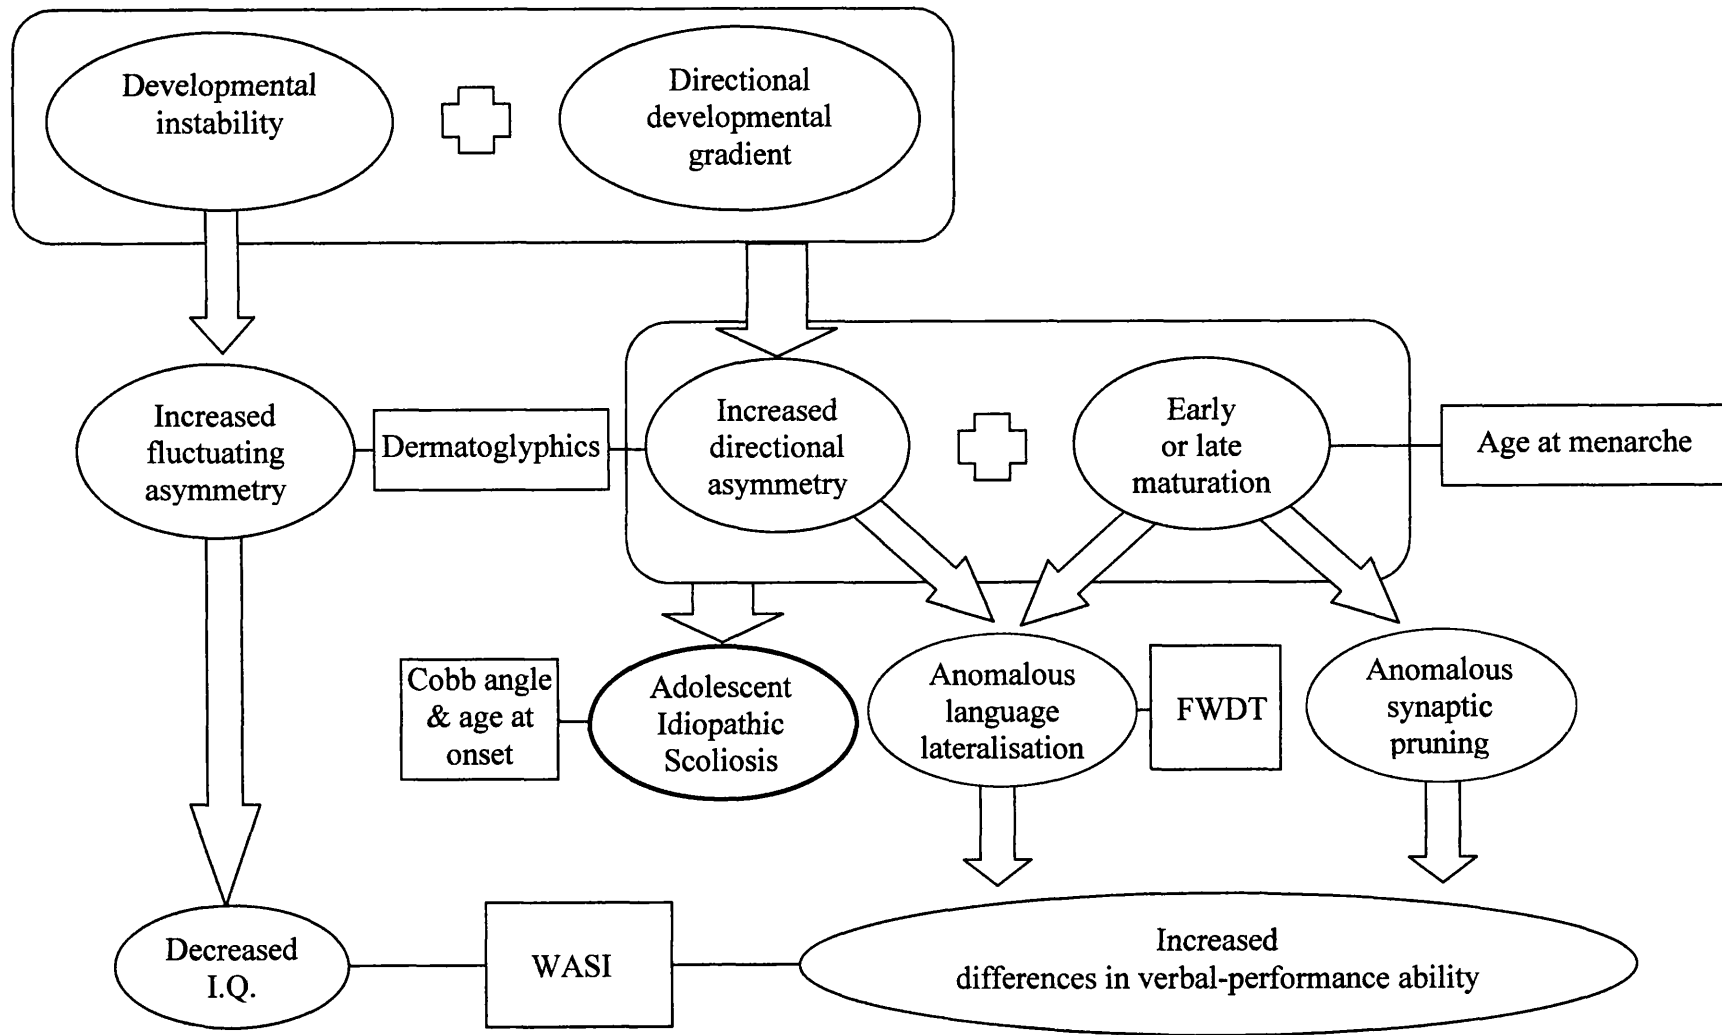 Developmental
instability
Directional
developmental
gradient
Increased
fluctuating
asymmetry
Dermatoglyphics
Increased
directional
asymmetry
Early
or late
maturation
Age at menarche
Cobb angle
& age at
onset
Adolescent
Idiopathic
Scoliosis
Anomalous
language
lateralisation
FWDT
Anomalous
synaptic
pruning
Decreased
I.Q.
WASI
Increased
differences in verbal-performance ability